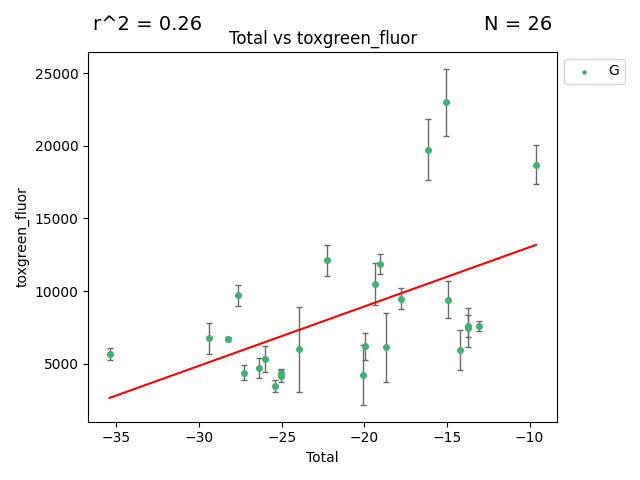 r^2 = 0.26
N = 26
Total vs toxgreen_fluor
G
25000
20000
15000
10000
5000
toxgreen_fluor
−35
−30
−25
−20
−15
−10
Total